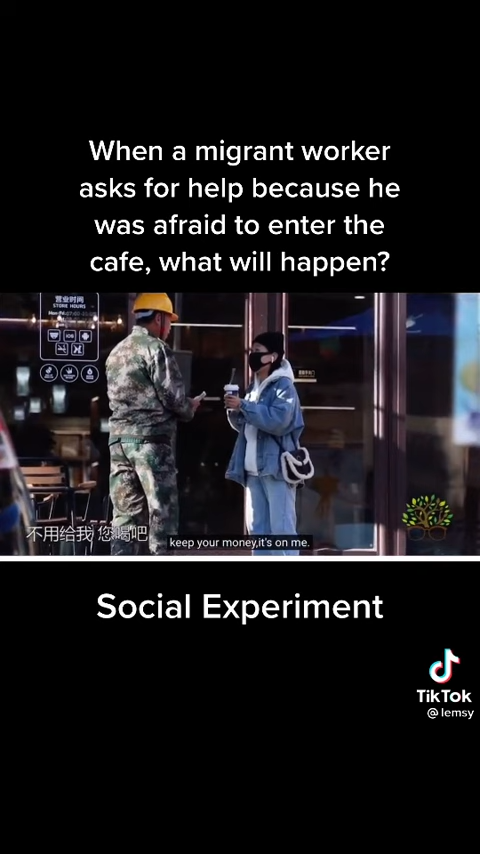 When a migrant worker
asks for help because he
was afraid to enter the
cafe, what will happen?
营业时间
STORE HOURS
不用给我 您喝吧
keep your money,it's on me.
Social Experiment
TikTok
@lemsy